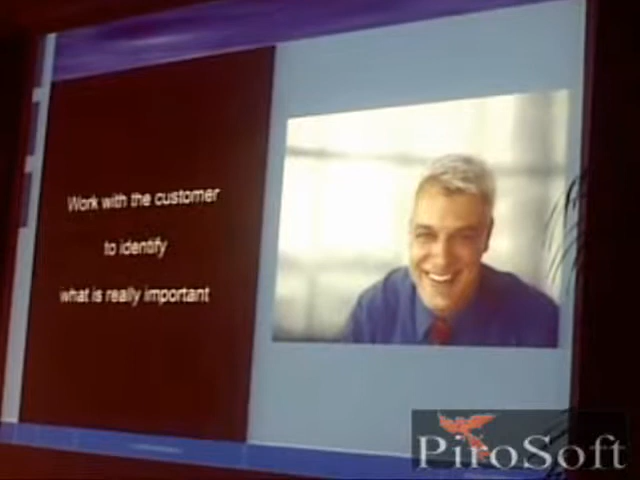 Work with the customer
to identify
what is really important
PiroSoft